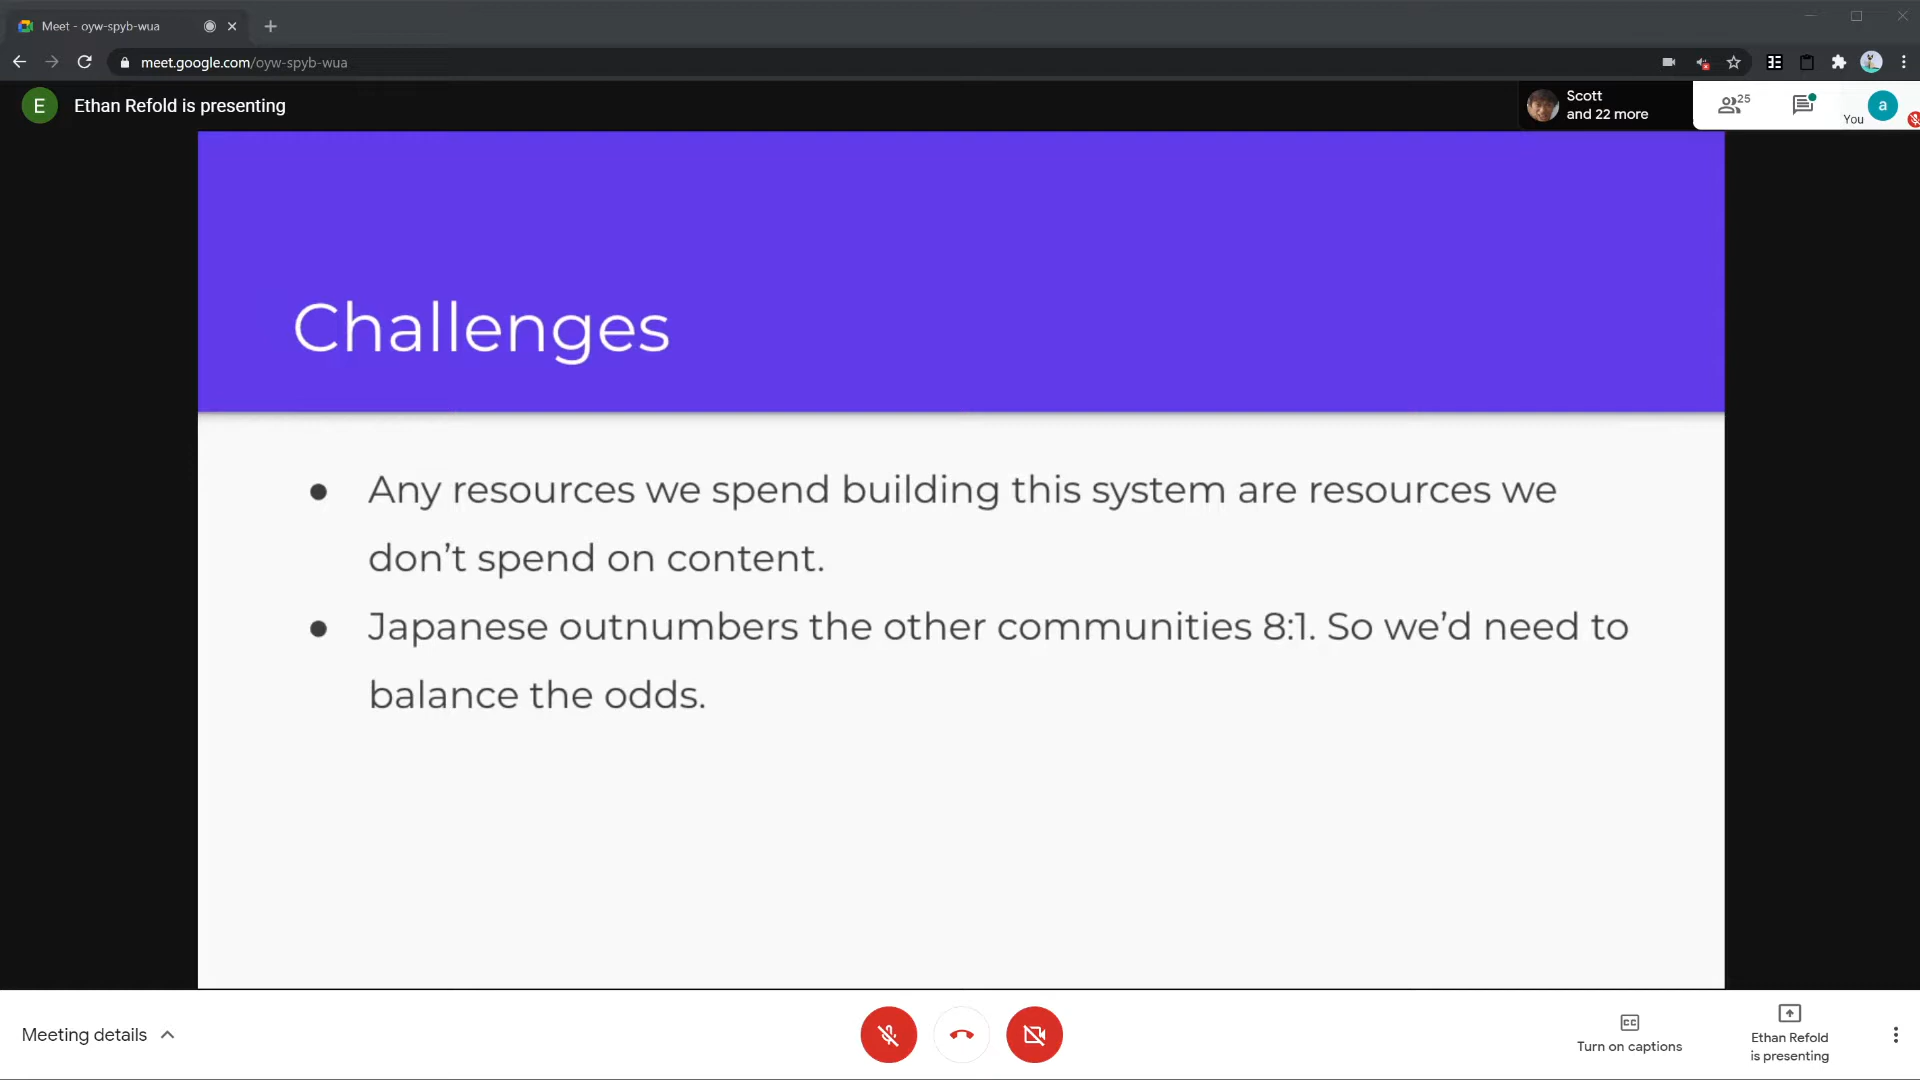 Meet - oyw-spyb-wua
meet.google.com/oyw-spyb-wua
E
Ethan Refold is presenting
Scott
and 22 more
25
You
a
Challenges
● Any resources we spend building this system are resources we
don’t spend on content.
● Japanese outnumbers the other communities 8:1. So we’d need to
balance the odds.
Meeting details
CC
Turn on captions
Ethan Refold
is presenting